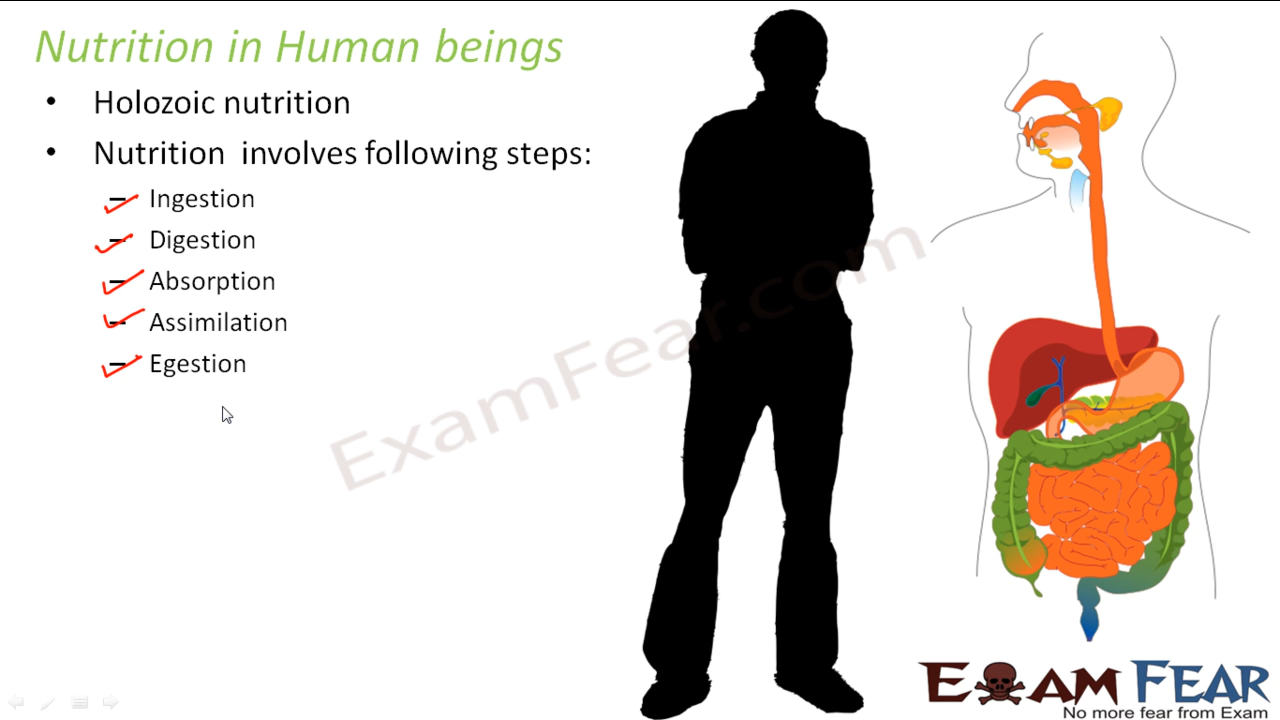 Nutrition in Human beings
• Holozoic nutrition
• Nutrition involves following steps:
– Ingestion
– Digestion
– Absorption
– Assimilation
– Egestion
ExamFear.com
EXAM FEAR
No more fear from Exam